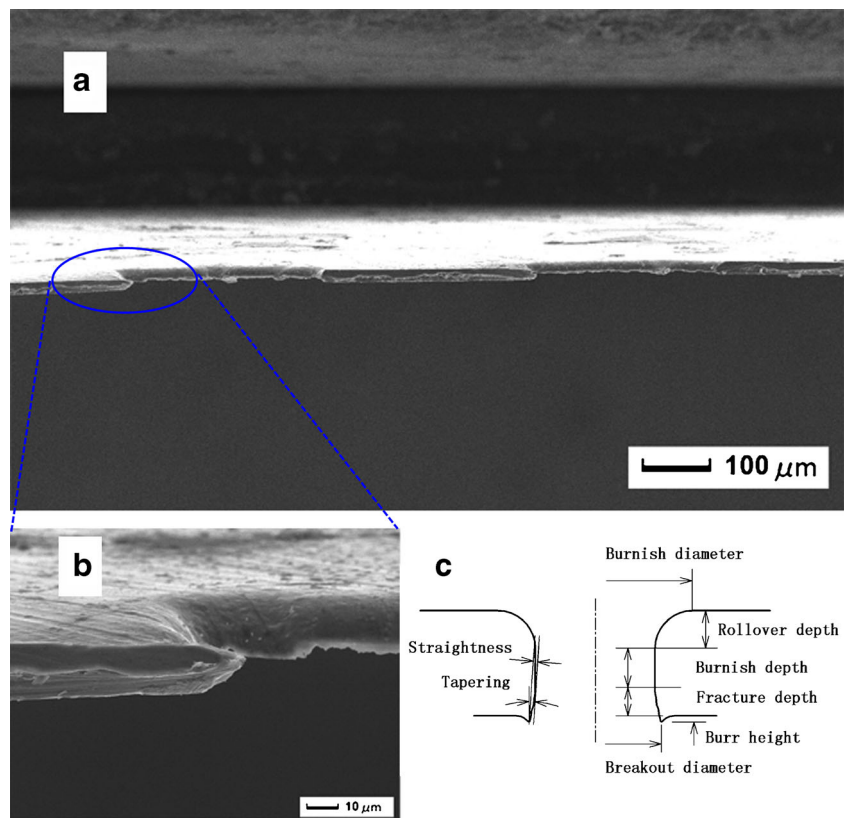 a
100 μm
b
10 μm
c
Burnish diameter
Rollover depth
Straightness
Burnish depth
Tapering
Fracture depth
Burr height
Breakout diameter